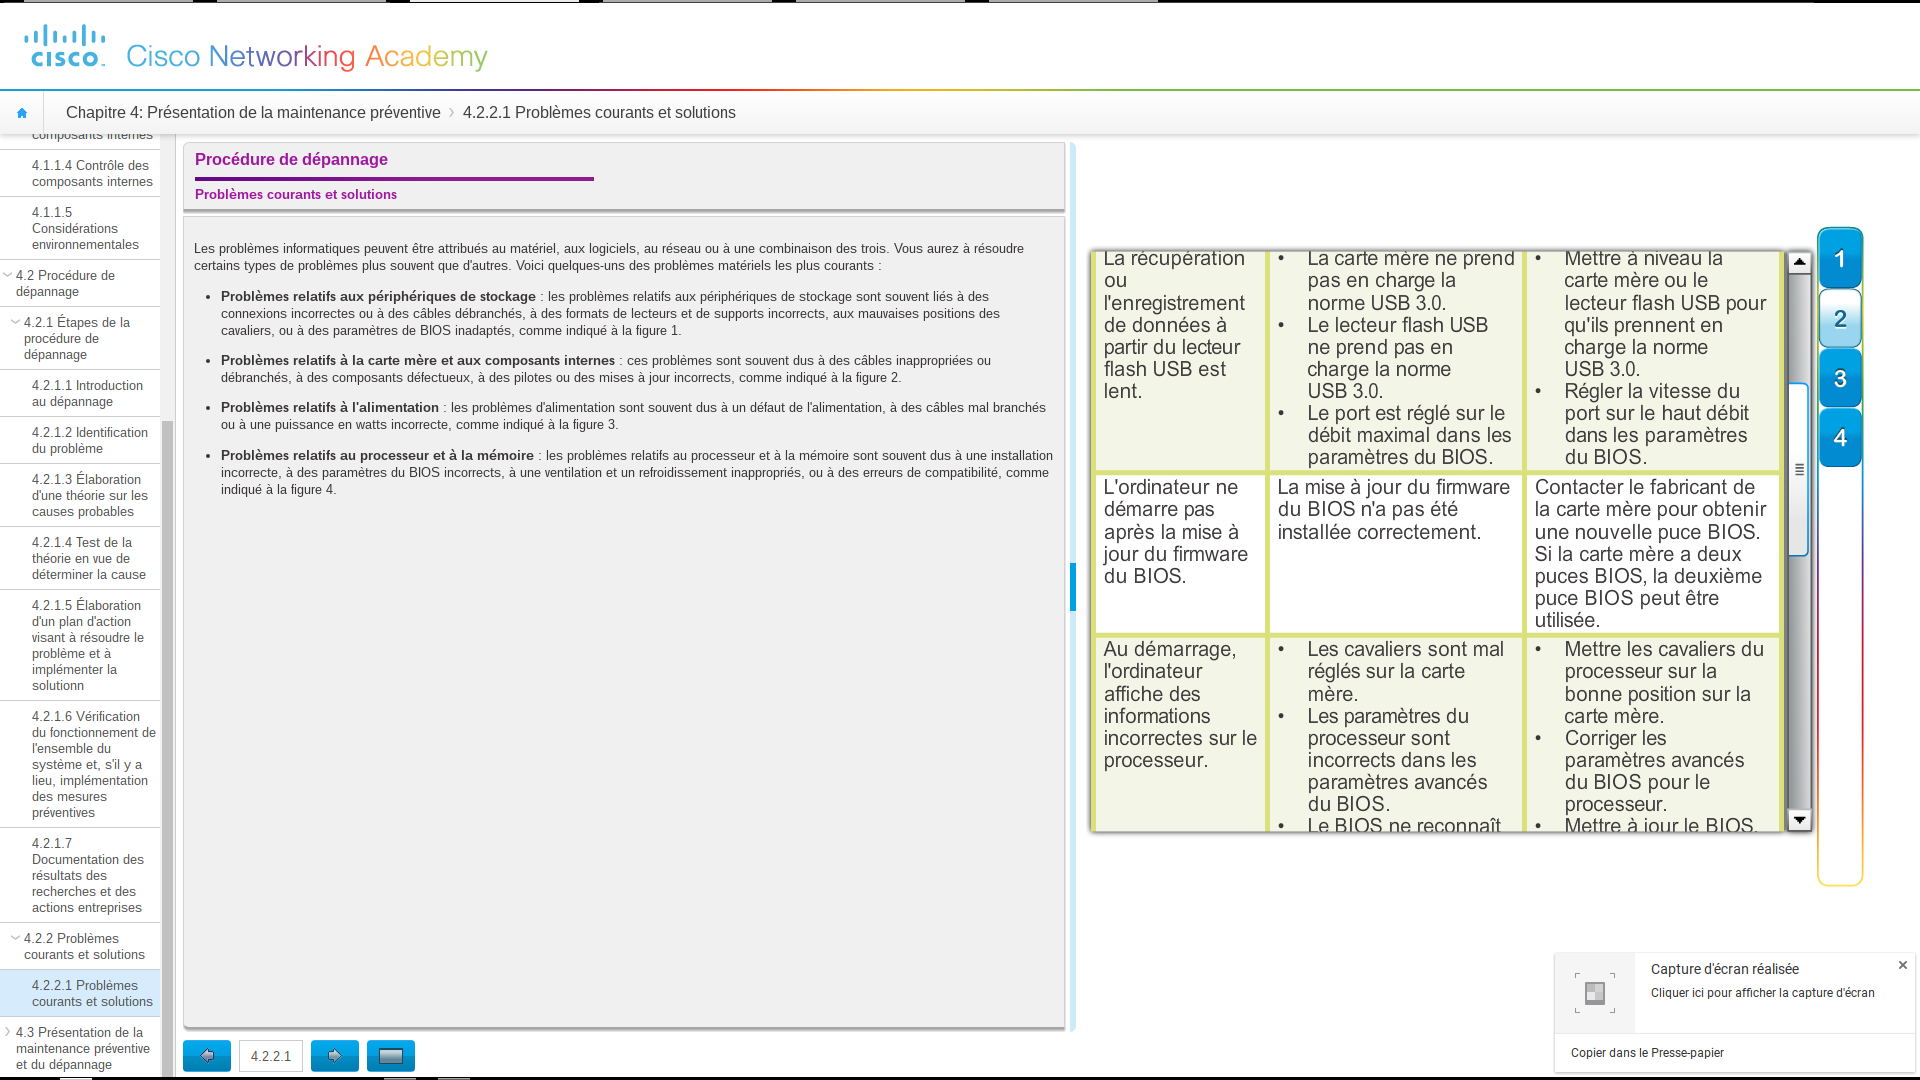 cisco
Cisco Networking Academy
Chapitre 4: Présentation de la maintenance préventive
4.2.2.1 Problèmes courants et solutions
composants internes
4.1.1.4 Contrôle des
composants internes
4.1.1.5
Considérations
environnementales
4.2 Procédure de
dépannage
4.2.1 Étapes de la
procédure de
dépannage
4.2.1.1 Introduction
au dépannage
4.2.1.2 Identification
du problème
4.2.1.3 Élaboration
d'une théorie sur les
causes probables
4.2.1.4 Test de la
théorie en vue de
déterminer la cause
4.2.1.5 Élaboration
d'un plan d'action
visant à résoudre le
problème et à
implémenter la
solutionn
4.2.1.6 Vérification
du fonctionnement de
l'ensemble du
système et, s'il y a
lieu, implémentation
des mesures
préventives
4.2.1.7
Documentation des
résultats des
recherches et des
actions entreprises
4.2.2 Problèmes
courants et solutions
4.2.2.1 Problèmes
courants et solutions
4.3 Présentation de la
maintenance préventive
et du dépannage
Procédure de dépannage
Problèmes courants et solutions
Les problèmes informatiques peuvent être attribués au matériel, aux logiciels, au réseau ou à une combinaison des trois. Vous aurez à résoudre
certains types de problèmes plus souvent que d'autres. Voici quelques-uns des problèmes matériels les plus courants :
• Problèmes relatifs aux périphériques de stockage : les problèmes relatifs aux périphériques de stockage sont souvent liés à des
connexions incorrectes ou à des câbles débranchés, à des formats de lecteurs et de supports incorrects, aux mauvaises positions des
cavaliers, ou à des paramètres de BIOS inadaptés, comme indiqué à la figure 1.
• Problèmes relatifs à la carte mère et aux composants internes : ces problèmes sont souvent dus à des câbles inappropriées ou
débranchés, à des composants défectueux, à des pilotes ou des mises à jour incorrects, comme indiqué à la figure 2.
• Problèmes relatifs à l'alimentation : les problèmes d'alimentation sont souvent dus à un défaut de l'alimentation, à des câbles mal branchés
ou à une puissance en watts incorrecte, comme indiqué à la figure 3.
• Problèmes relatifs au processeur et à la mémoire : les problèmes relatifs au processeur et à la mémoire sont souvent dus à une installation
incorrecte, à des paramètres du BIOS incorrects, à une ventilation et un refroidissement inappropriés, ou à des erreurs de compatibilité, comme
indiqué à la figure 4.
4.2.2.1
La récupération
ou
l'enregistrement
de données à
partir du lecteur
flash USB est
lent.
• La carte mère ne prend
pas en charge la
norme USB 3.0.
• Le lecteur flash USB
ne prend pas en
charge la norme
USB 3.0.
• Le port est réglé sur le
débit maximal dans les
paramètres du BIOS.
• Mettre à niveau la
carte mère ou le
lecteur flash USB pour
qu'ils prennent en
charge la norme
USB 3.0.
• Régler la vitesse du
port sur le haut débit
dans les paramètres
du BIOS.
L'ordinateur ne
démarre pas
après la mise à
jour du firmware
du BIOS.
La mise à jour du firmware
du BIOS n'a pas été
installée correctement.
Contacter le fabricant de
la carte mère pour obtenir
une nouvelle puce BIOS.
Si la carte mère a deux
puces BIOS, la deuxième
puce BIOS peut être
utilisée.
Au démarrage,
l'ordinateur
affiche des
informations
incorrectes sur le
processeur.
• Les cavaliers sont mal
réglés sur la carte
mère.
• Les paramètres du
processeur sont
incorrects dans les
paramètres avancés
du BIOS.
• Le BIOS ne reconnaît
• Mettre les cavaliers du
processeur sur la
bonne position sur la
carte mère.
• Corriger les
paramètres avancés
du BIOS pour le
processeur.
• Mettre à jour le BIOS.
1
2
3
4
Capture d'écran réalisée
Cliquer ici pour afficher la capture d'écran
Copier dans le Presse-papier